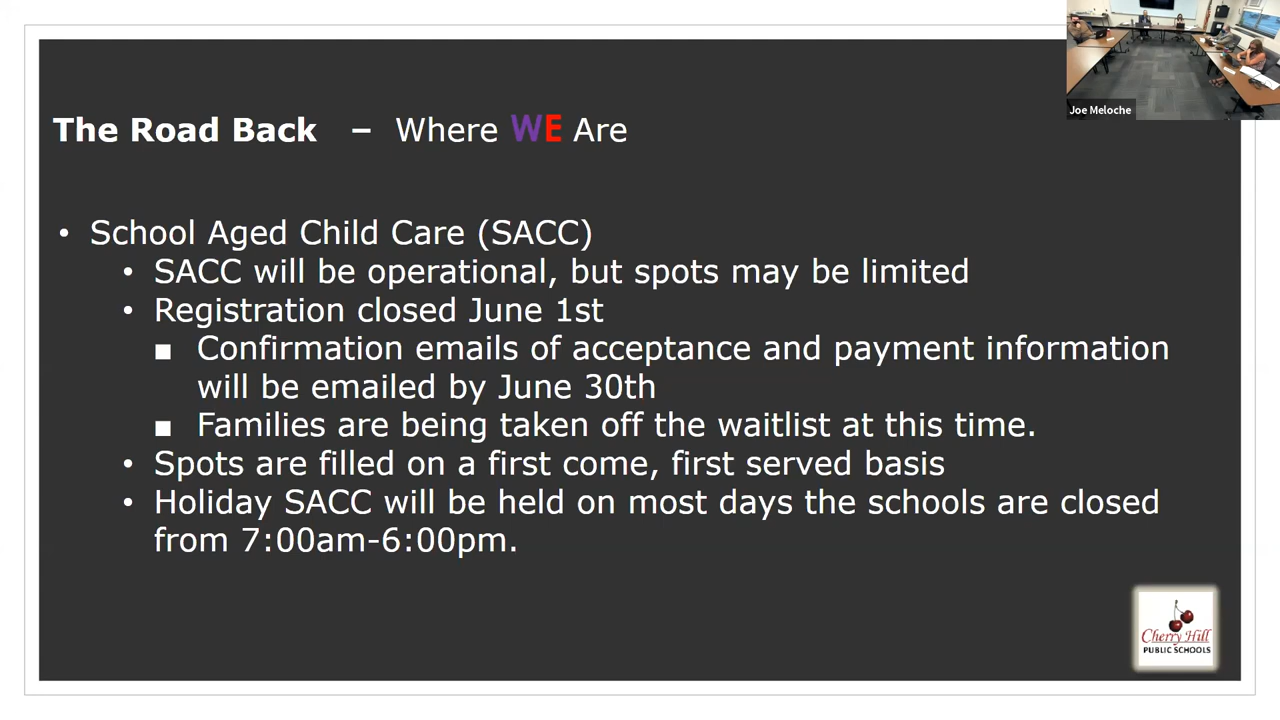 Joe Meloche
The Road Back – Where WE Are
• School Aged Child Care (SACC)
• SACC will be operational, but spots may be limited
• Registration closed June 1st
■ Confirmation emails of acceptance and payment information
will be emailed by June 30th
■ Families are being taken off the waitlist at this time.
• Spots are filled on a first come, first served basis
• Holiday SACC will be held on most days the schools are closed
from 7:00am-6:00pm.
Cherry Hill
PUBLIC SCHOOLS